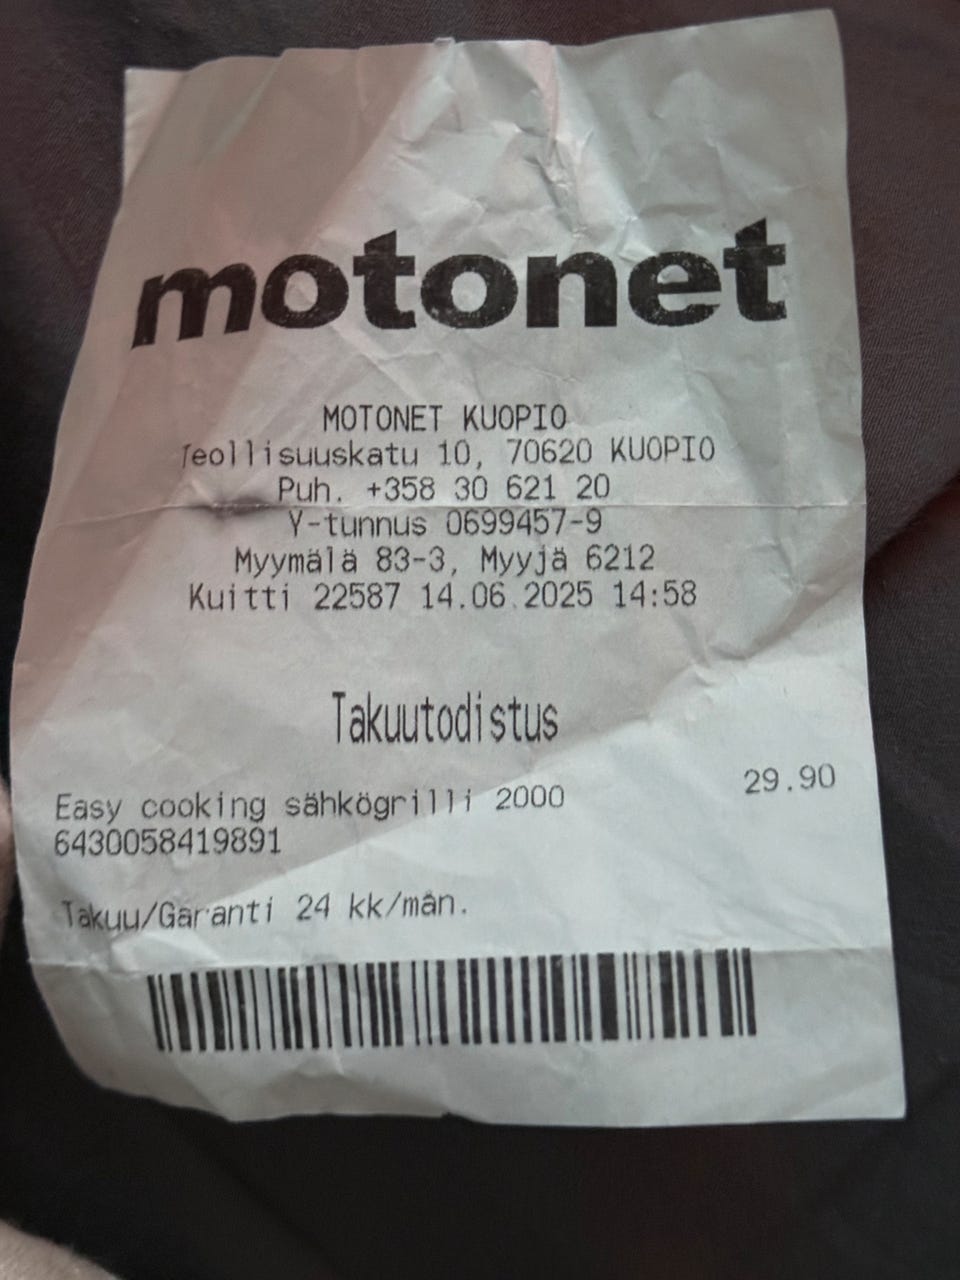 motonet
MOTONET KUOPIO
Teollisuuskatu 10, 70620 KUOPIO
Puh. +358 30 621 20
Y-tunnus 0699457-9
Myymälä 83-3, Myyjä 6212
Kuitti 22587 14.06.2025 14:58
Takuutodistus
Easy cooking sähkögrilli 2000 29.90
6430058419891
Takuu/Garanti 24 kk/mån.